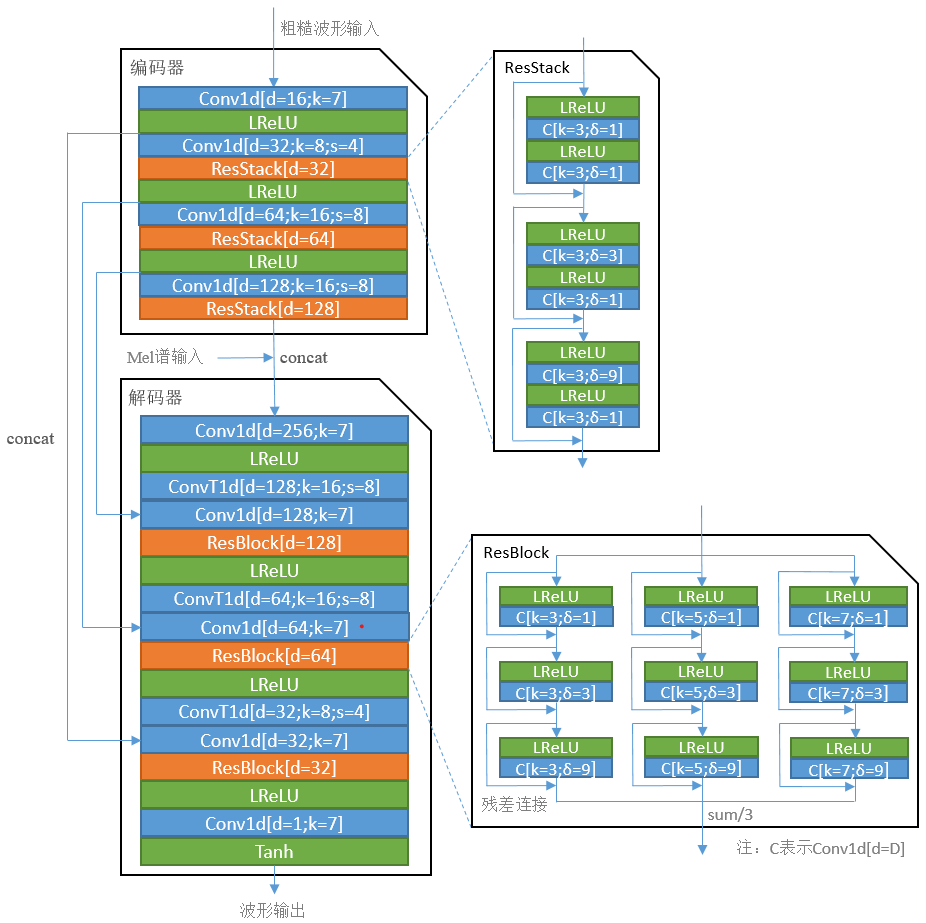 粗糙波形输入
编码器
Conv1d[d=16;k=7]
LReLU
Conv1d[d=32;k=8;s=4]
ResStack[d=32]
LReLU
Conv1d[d=64;k=16;s=8]
ResStack[d=64]
LReLU
Conv1d[d=128;k=16;s=8]
ResStack[d=128]
ResStack
LReLU
C[k=3;δ=1]
LReLU
C[k=3;δ=1]
LReLU
C[k=3;δ=3]
LReLU
C[k=3;δ=1]
LReLU
C[k=3;δ=9]
LReLU
C[k=3;δ=1]
Mel谱输入
concat
concat
解码器
Conv1d[d=256;k=7]
LReLU
ConvT1d[d=128;k=16;s=8]
Conv1d[d=128;k=7]
ResBlock[d=128]
LReLU
ConvT1d[d=64;k=16;s=8]
Conv1d[d=64;k=7]
ResBlock[d=64]
LReLU
ConvT1d[d=32;k=8;s=4]
Conv1d[d=32;k=7]
ResBlock[d=32]
LReLU
Conv1d[d=1;k=7]
Tanh
波形输出
ResBlock
LReLU
C[k=3;δ=1]
LReLU
C[k=3;δ=3]
LReLU
C[k=3;δ=9]
LReLU
C[k=5;δ=1]
LReLU
C[k=5;δ=3]
LReLU
C[k=5;δ=9]
LReLU
C[k=7;δ=1]
LReLU
C[k=7;δ=3]
LReLU
C[k=7;δ=9]
残差连接
sum/3
注：C表示Conv1d[d=D]